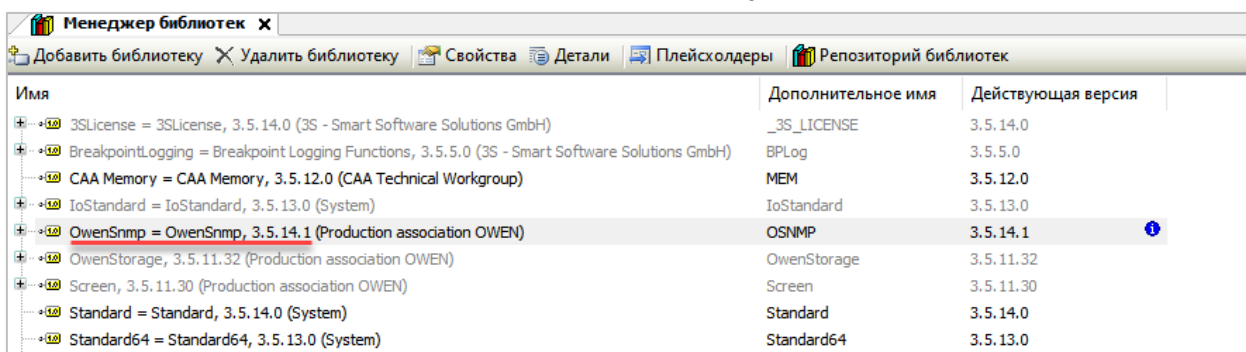 Менеджер библиотек x
Добавить библиотеку Удалить библиотеку Свойства Детали Плейсхолдеры Репозиторий библиотек
Имя Дополнительное имя Действующая версия
3SLicense = 3SLicense, 3.5.14.0 (3S - Smart Software Solutions GmbH) _3S_LICENSE 3.5.14.0
BreakpointLogging = Breakpoint Logging Functions, 3.5.5.0 (3S - Smart Software Solutions GmbH) BPLog 3.5.5.0
CAA Memory = CAA Memory, 3.5.12.0 (CAA Technical Workgroup) MEM 3.5.12.0
IoStandard = IoStandard, 3.5.13.0 (System) IoStandard 3.5.13.0
OwenSnmp = OwenSnmp, 3.5.14.1 (Production association OWEN) OSNMP 3.5.14.1
OwenStorage, 3.5.11.32 (Production association OWEN) OwenStorage 3.5.11.32
Screen, 3.5.11.30 (Production association OWEN) Screen 3.5.11.30
Standard = Standard, 3.5.14.0 (System) Standard 3.5.14.0
Standard64 = Standard64, 3.5.13.0 (System) Standard64 3.5.13.0